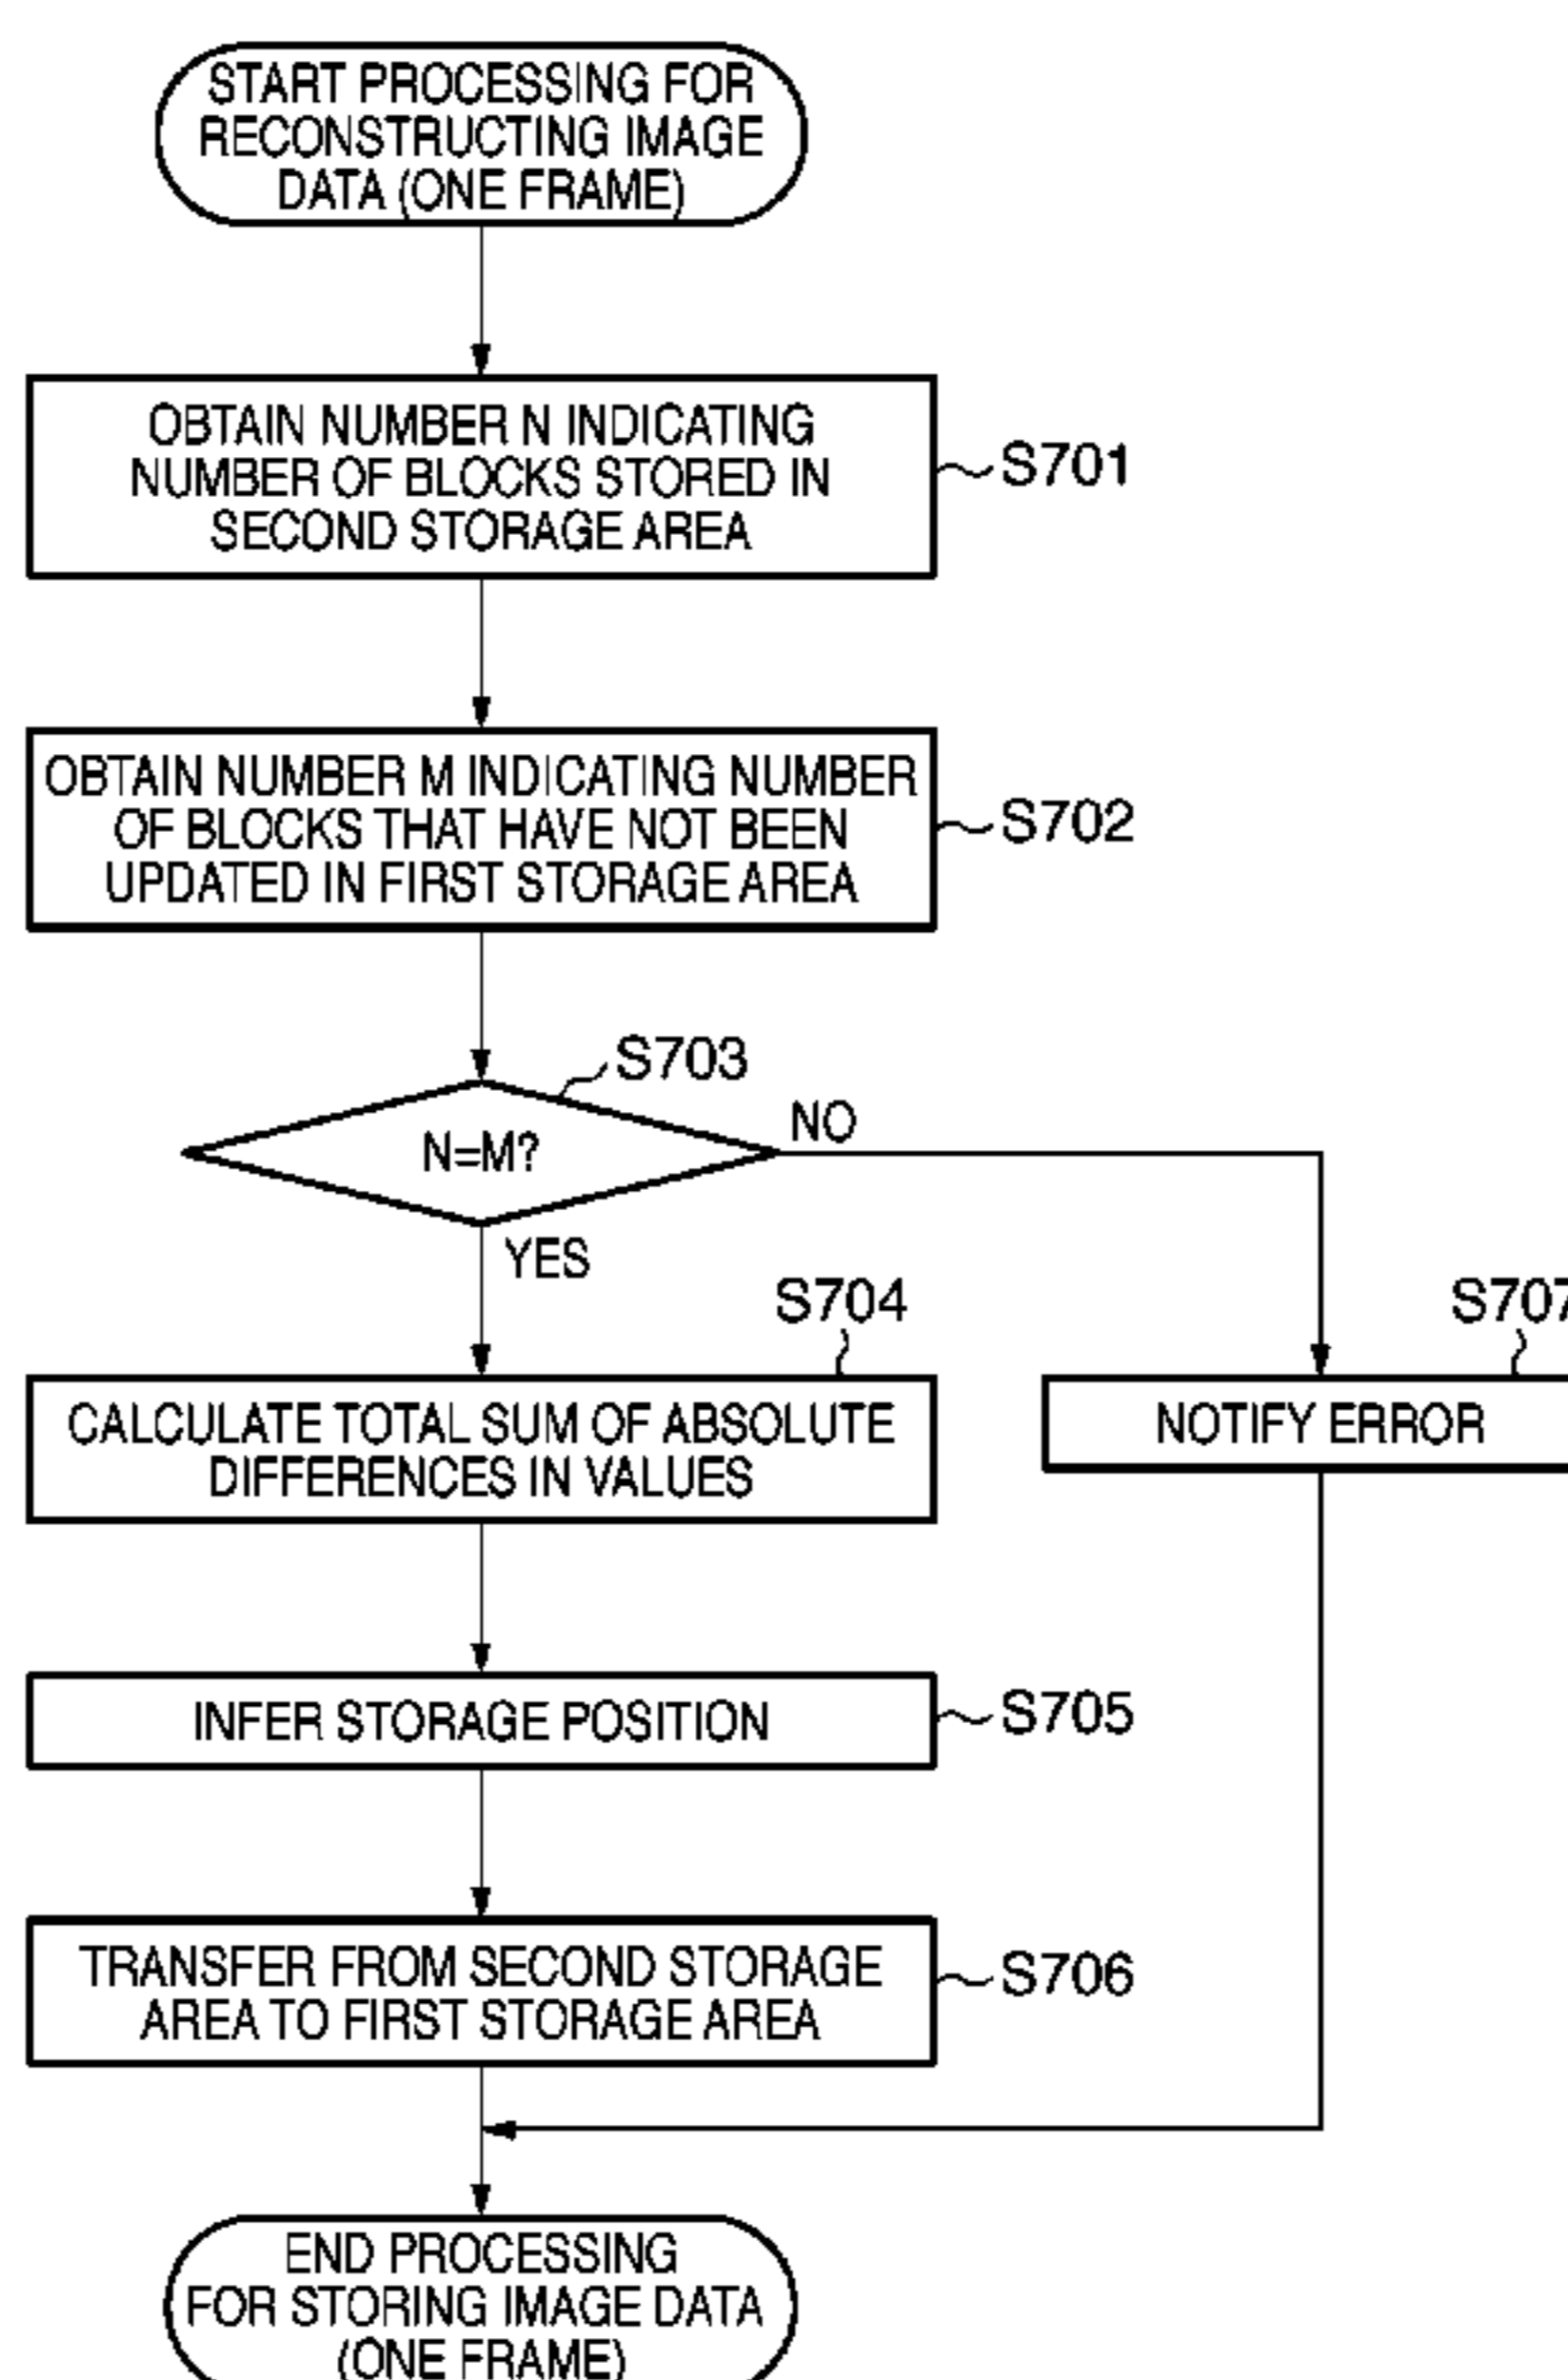 START PROCESSING FOR
RECONSTRUCTING IMAGE
DATA (ONE FRAME)
OBTAIN NUMBER N INDICATING
NUMBER OF BLOCKS STORED IN
SECOND STORAGE AREA
S701
OBTAIN NUMBER M INDICATING NUMBER
OF BLOCKS THAT HAVE NOT BEEN
UPDATED IN FIRST STORAGE AREA
S702
S703
N=M?
NO
YES
S704
CALCULATE TOTAL SUM OF ABSOLUTE
DIFFERENCES IN VALUES
S707
NOTIFY ERROR
INFER STORAGE POSITION
S705
TRANSFER FROM SECOND STORAGE
AREA TO FIRST STORAGE AREA
S706
END PROCESSING
FOR STORING IMAGE DATA
(ONE FRAME)